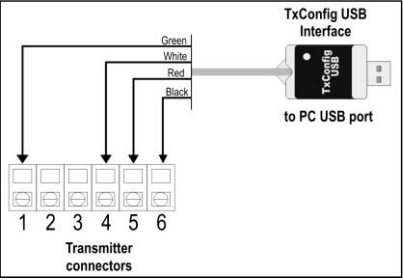 TxConfig USB
Interface
Green
White
Red
Black
TxConfig
USB
to PC USB port
1 2 3 4 5 6
Transmitter
connectors